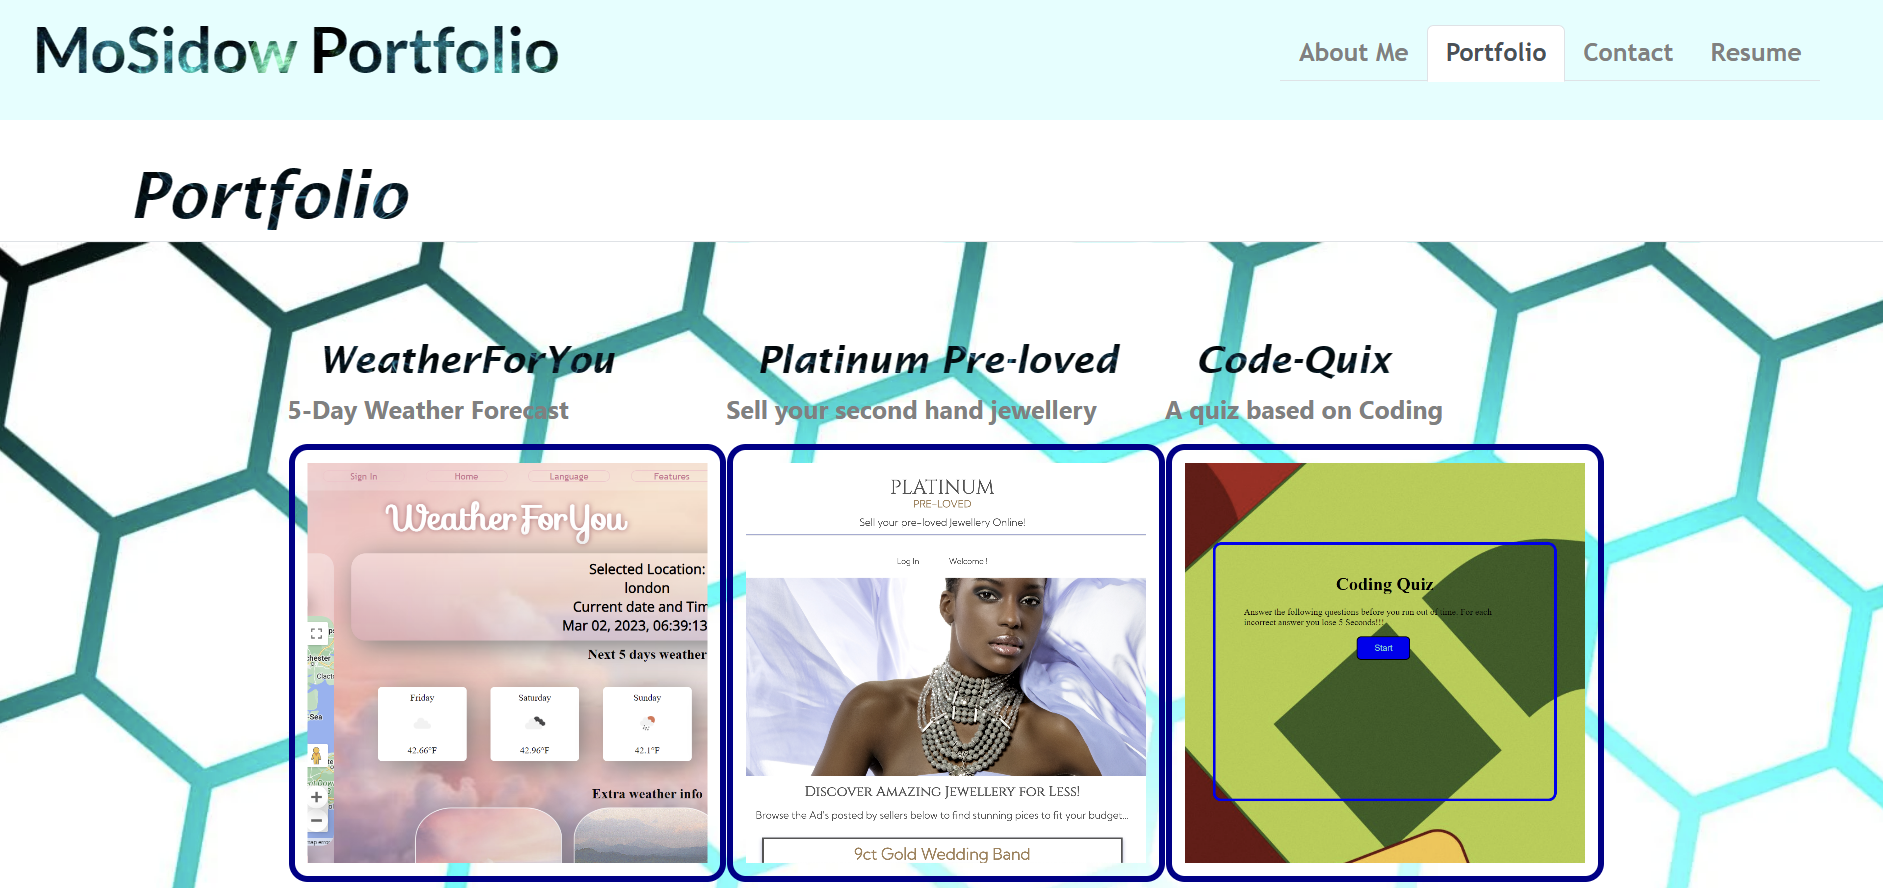 MoSidow Portfolio
About Me Portfolio Contact Resume
Portfolio
WeatherForYou
5-Day Weather Forecast
Platinum Pre-loved
Sell your second hand jewellery
Code-Quix
A quiz based on Coding
Sign In Home Language Features
WeatherForYou
Selected Location:
london
Current date and Tim
Mar 02, 2023, 06:39:13
Next 5 days weather
Friday
42.66°F
Saturday
42.96°F
Sunday
42.1°F
Extra weather info
PLATINUM
PRE-LOVED
Sell your pre-loved Jewellery Online!
Log In Welcome!
Discover Amazing Jewellery for Less!
Browse the Ad's posted by sellers below to find stunning pices to fit your budget...
9ct Gold Wedding Band
Coding Quiz
Answer the following questions before you run out of time. For each
incorrect answer you lose 5 Seconds!!!
Start